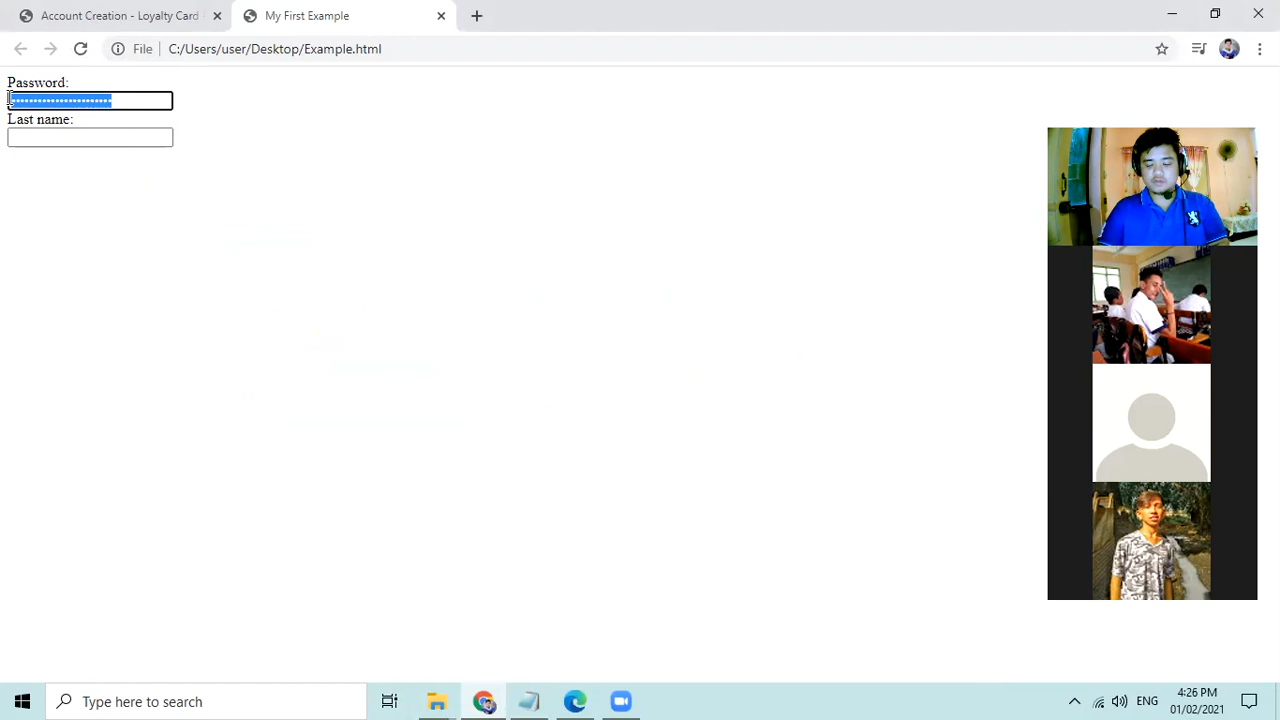 Account Creation - Loyalty Card
My First Example
File
C:/Users/user/Desktop/Example.html
Password:
Last name:
Type here to search
ENG
4:26 PM
01/02/2021